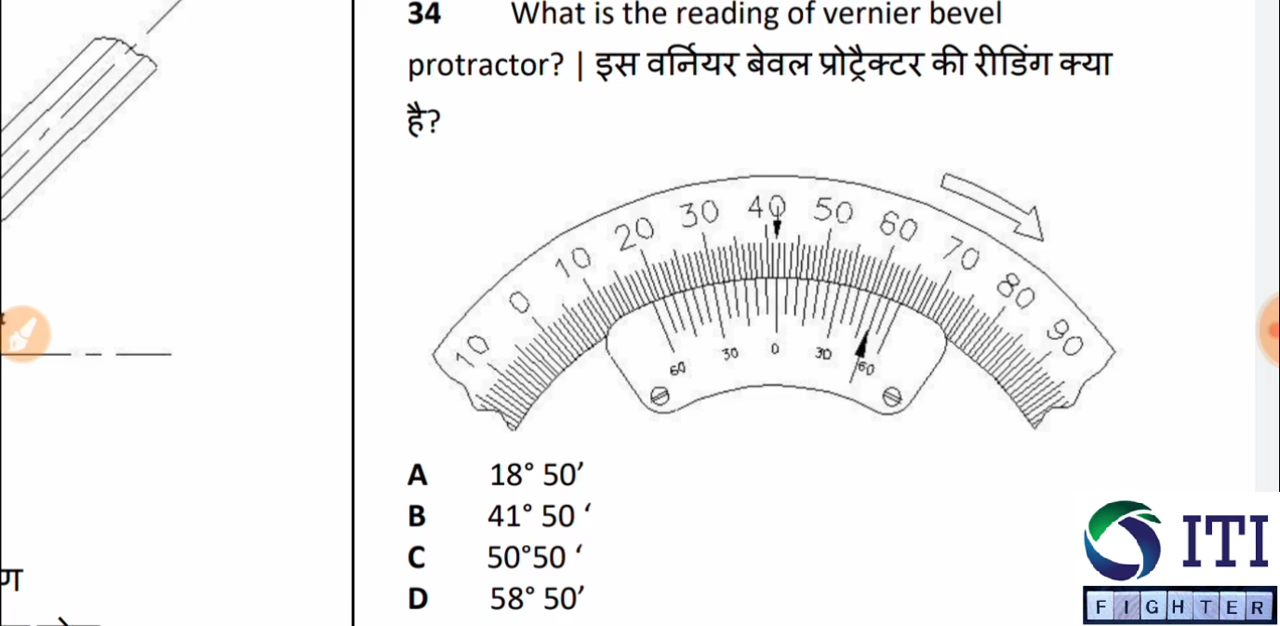 34 What is the reading of vernier bevel
protractor? | इस वर्नियर बेवल प्रोट्रैक्टर की रीडिंग क्या
है?
10 0 10 20 30 40 50 60 70 80 90
60 30 0 30 60
A 18° 50′
B 41° 50 ‘
C 50°50 ‘
D 58° 50′
ITI
FIGHTER